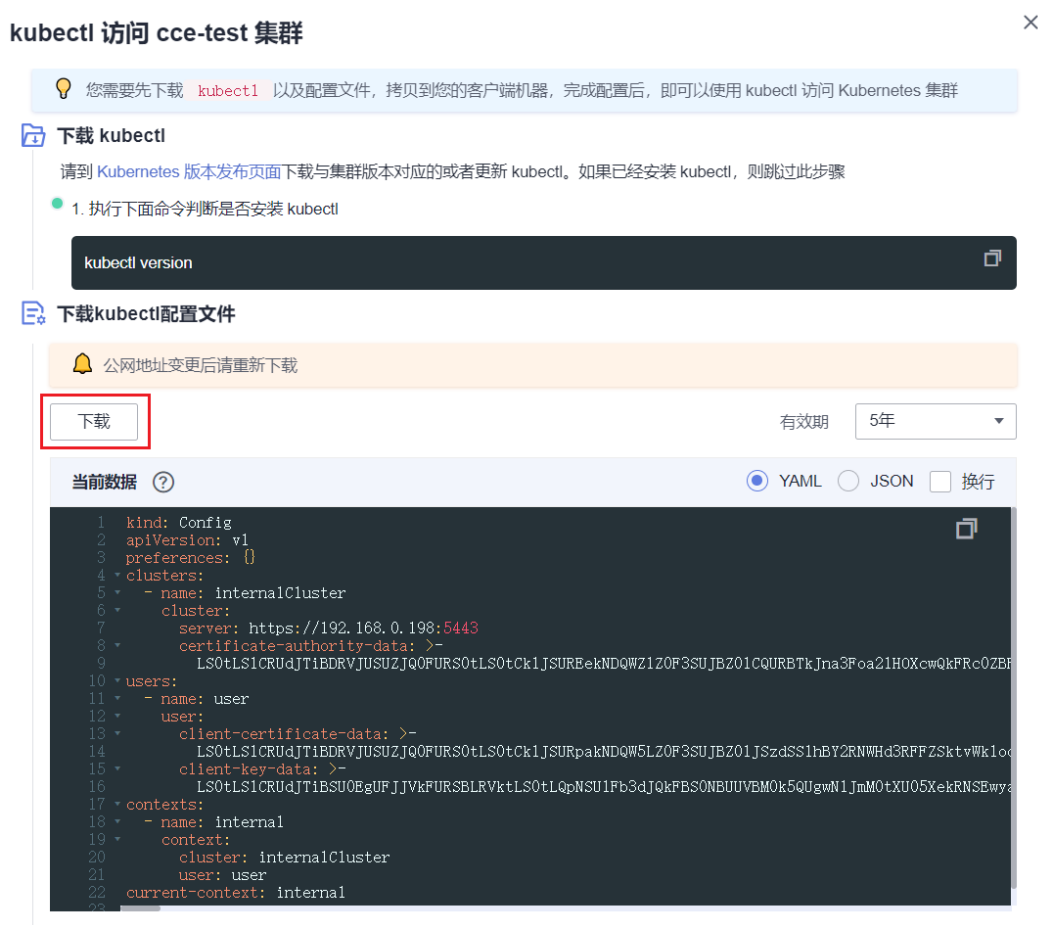 kubectl 访问 cce-test 集群
您需要先下载 kubectl 以及配置文件，拷贝到您的客户端机器，完成配置后，即可以使用 kubectl 访问 Kubernetes 集群
下载 kubectl
请到 Kubernetes 版本发布页面下载与集群版本对应的或者更新 kubectl。如果已经安装 kubectl，则跳过此步骤
1. 执行下面命令判断是否安装 kubectl
kubectl version
下载kubectl配置文件
公网地址变更后请重新下载
下载 有效期 5年
当前数据 ? YAML JSON 换行
1 kind: Config
2 apiVersion: v1
3 preferences: {}
4 clusters:
5 - name: internalCluster
6 cluster:
7 server: https://192.168.0.198:5443
8 certificate-authority-data: >-
9
10 users:
11 - name: user
12 user:
13 client-certificate-data: >-
14
15 client-key-data: >-
16
17 contexts:
18 - name: internal
19 context:
20 cluster: internalCluster
21 user: user
22 current-context: internal
23